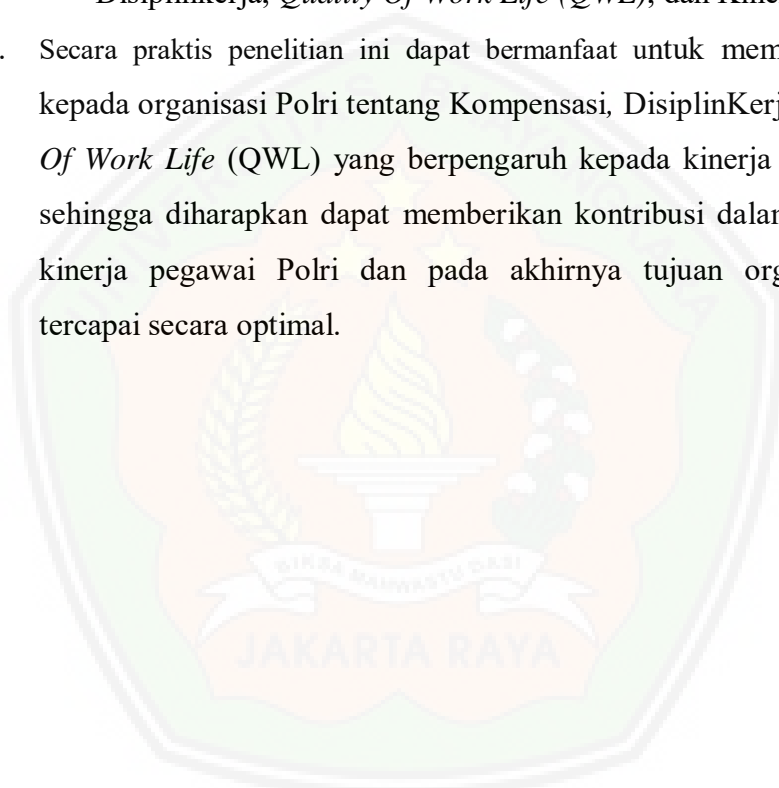 Disiplinkerja, Quality Of Work Life (QWL), dan Kine
. Secara praktis penelitian ini dapat bermanfaat untuk mem
kepada organisasi Polri tentang Kompensasi, DisiplinKerj
Of Work Life (QWL) yang berpengaruh kepada kinerja
sehingga diharapkan dapat memberikan kontribusi dalam
kinerja pegawai Polri dan pada akhirnya tujuan org
tercapai secara optimal.
JAKARTA RAYA